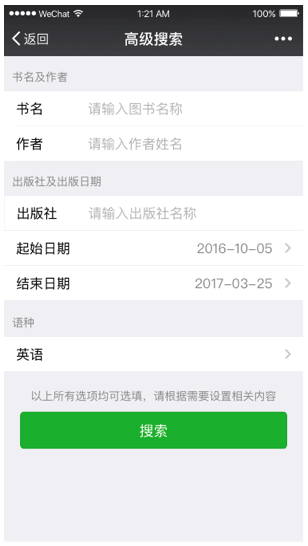 WeChat 1:21 AM 100%
返回 高级搜索
书名及作者
书名 请输入图书名称
作者 请输入作者姓名
出版社及出版日期
出版社 请输入出版社名称
起始日期 2016-10-05
结束日期 2017-03-25
语种
英语
以上所有选项均可选填，请根据需要设置相关内容
搜索